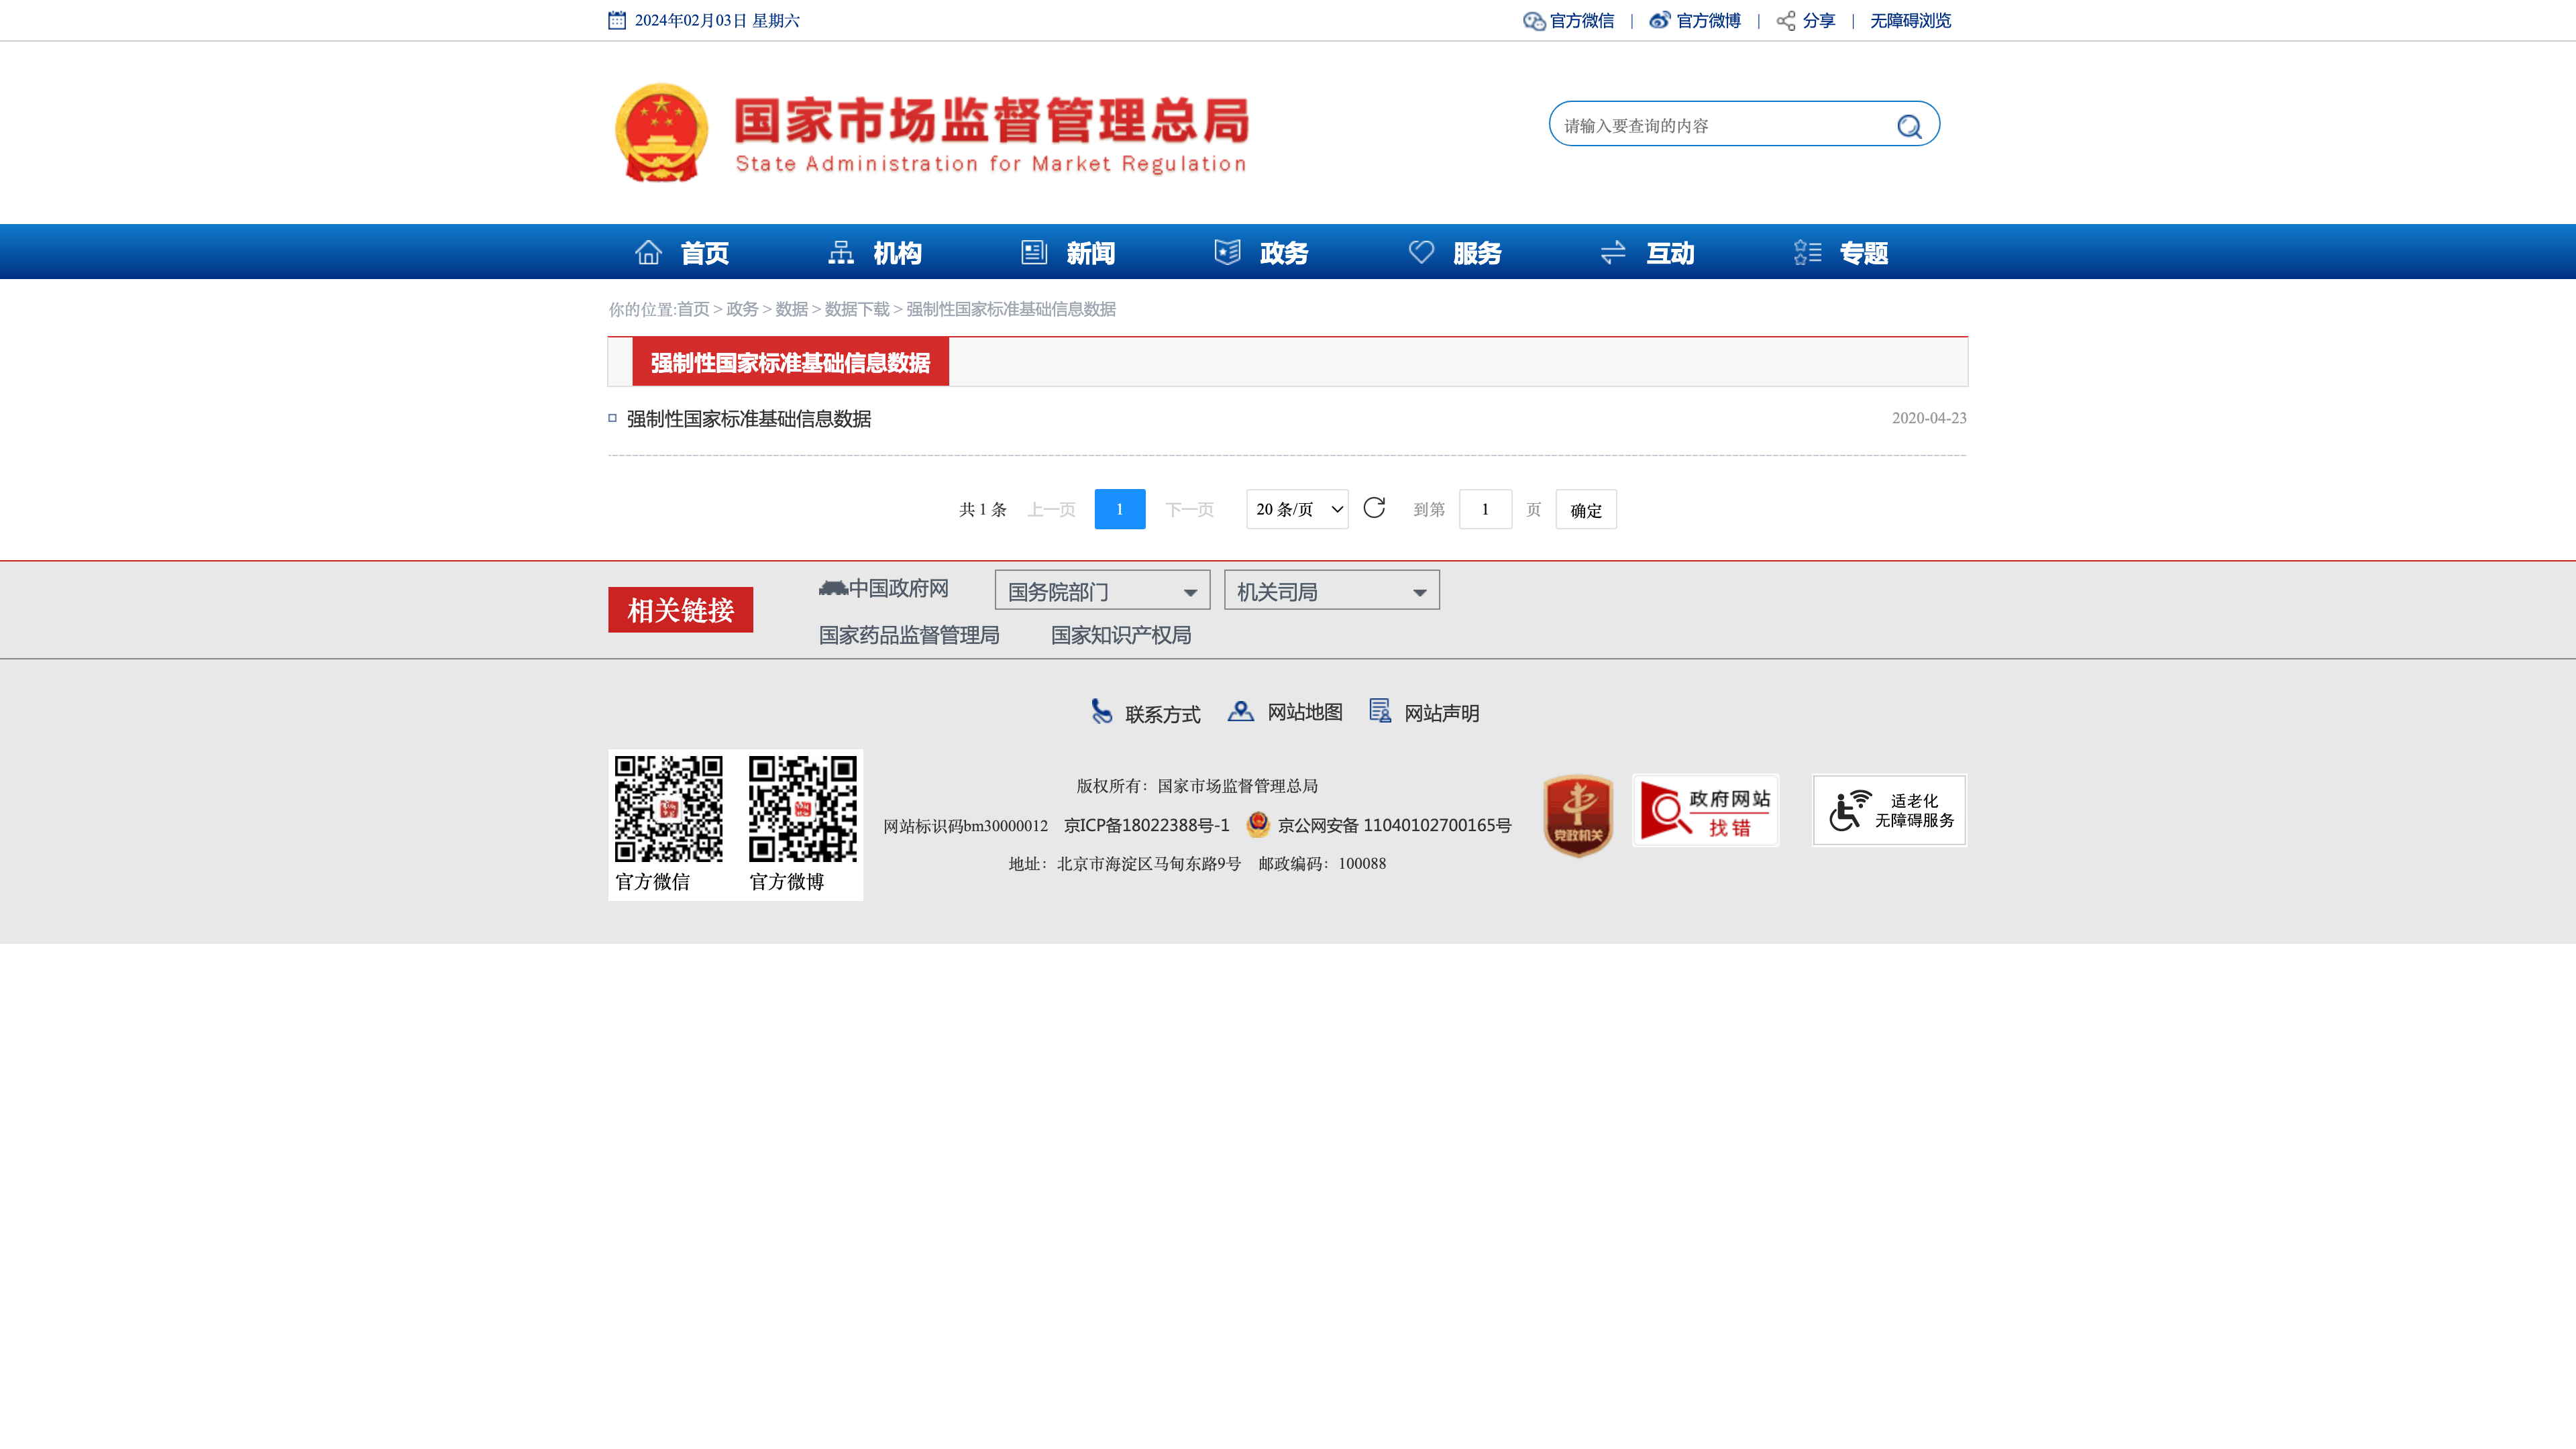 2024年02月03日 星期六 官方微信 | 官方微博 | 分享 | 无障碍浏览
国家市场监督管理总局
State Administration for Market Regulation
请输入要查询的内容
首页 机构 新闻 政务 服务 互动 专题
你的位置:首页 > 政务 > 数据 > 数据下载 > 强制性国家标准基础信息数据
强制性国家标准基础信息数据
强制性国家标准基础信息数据 2020-04-23
共 1 条 上一页 1 下一页 20 条/页 到第 1 页 确定
相关链接
中国政府网 国务院部门 机关司局
国家药品监督管理局 国家知识产权局
联系方式 网站地图 网站声明
官方微信 官方微博
版权所有：国家市场监督管理总局
网站标识码bm30000012 京ICP备18022388号-1 京公网安备 11040102700165号
地址：北京市海淀区马甸东路9号 邮政编码：100088
党政机关
政府网站
找错
适老化
无障碍服务